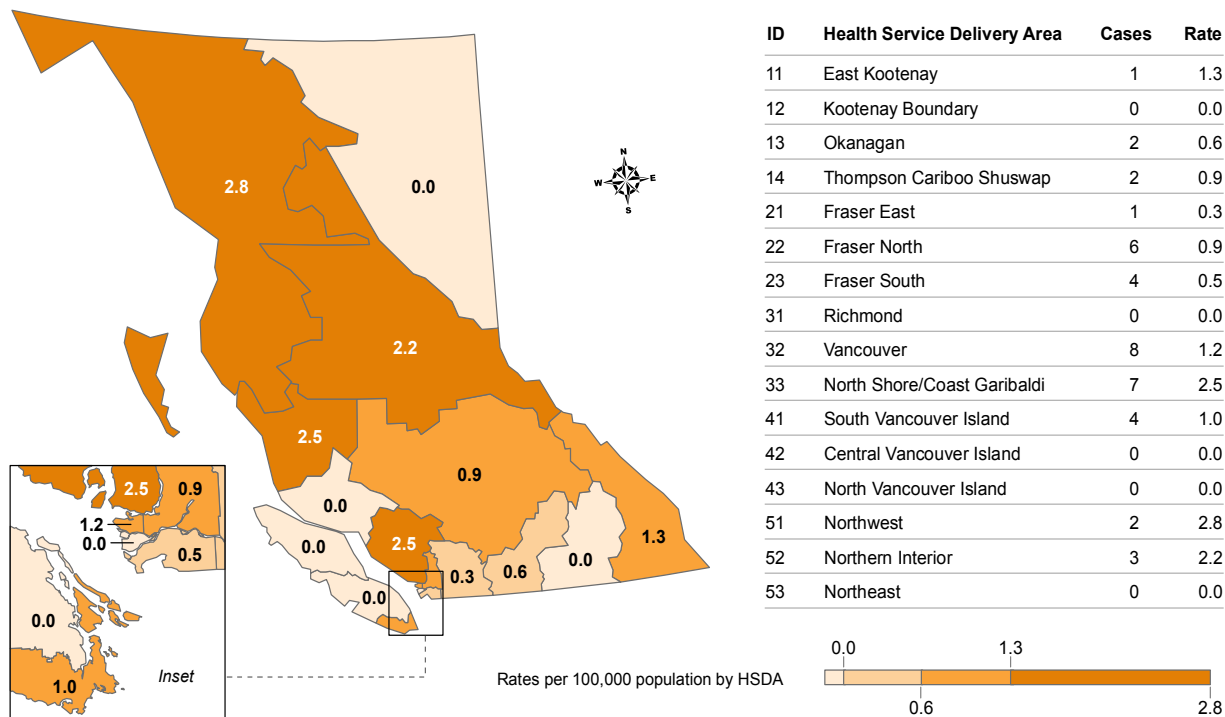 ID Health Service Delivery Area Cases Rate
11 East Kootenay 1 1.3
12 Kootenay Boundary 0 0.0
13 Okanagan 2 0.6
14 Thompson Cariboo Shuswap 2 0.9
21 Fraser East 1 0.3
22 Fraser North 6 0.9
23 Fraser South 4 0.5
31 Richmond 0 0.0
32 Vancouver 8 1.2
33 North Shore/Coast Garibaldi 7 2.5
41 South Vancouver Island 4 1.0
42 Central Vancouver Island 0 0.0
43 North Vancouver Island 0 0.0
51 Northwest 2 2.8
52 Northern Interior 3 2.2
53 Northeast 0 0.0
N
W E
S
2.8
0.0
2.2
2.5
0.9
0.0
0.0
2.5
0.3
0.6
0.0
1.3
0.0
2.5
0.9
1.2
0.0
0.5
0.0
1.0
Inset
Rates per 100,000 population by HSDA
0.0 1.3
0.6 2.8